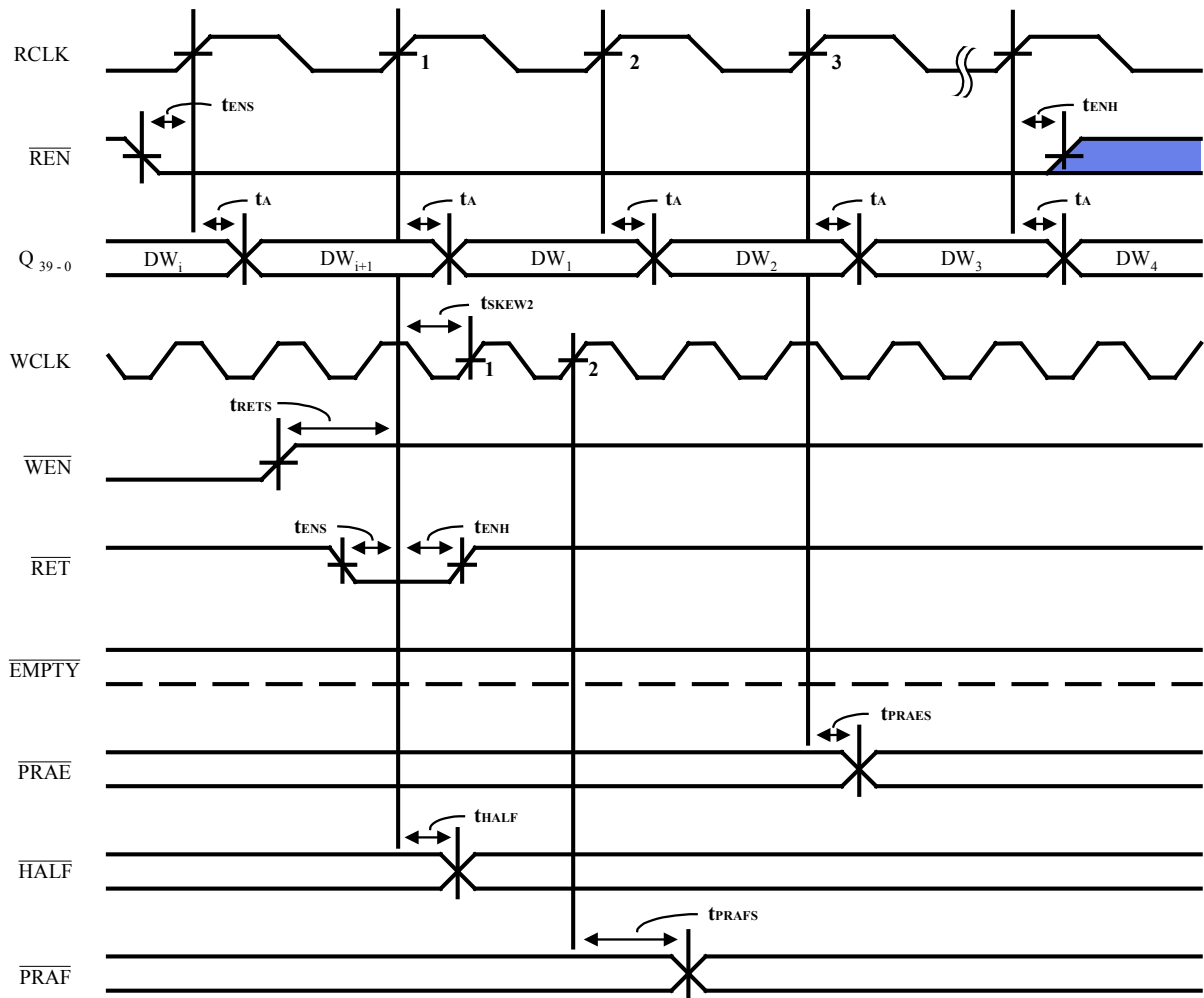 RCLK
1
2
3
tENS
tENH
REN
tA
tA
tA
tA
tA
Q 39 - 0
DWi
DWi+1
DW1
DW2
DW3
DW4
tSKEW2
WCLK
1
2
tRETS
WEN
tENS
tENH
RET
EMPTY
tPRAES
PRAE
tHALF
HALF
tPRAFS
PRAF